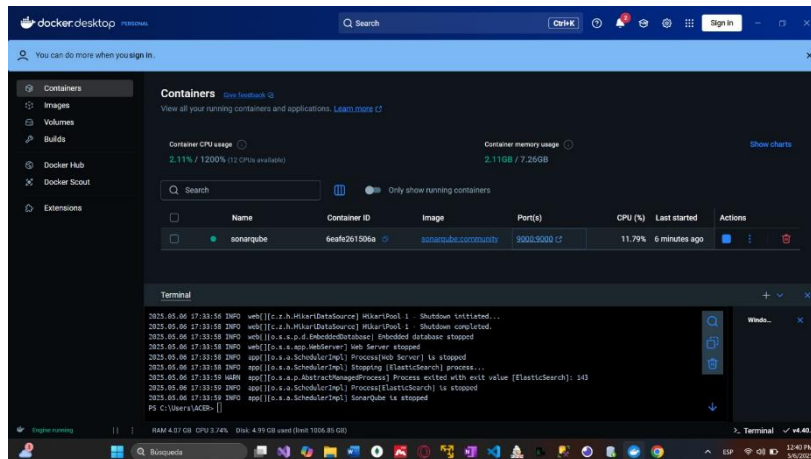 docker.desktop PERSONAL
Search
Ctrl+K
2
Sign in
You can do more when you sign in.
Containers
Images
Volumes
Builds
Docker Hub
Docker Scout
Extensions
Containers
Give feedback
View all your running containers and applications. Learn more
Container CPU usage
2.11% / 1200% (12 CPUs available)
Container memory usage
2.11GB / 7.26GB
Show charts
Search
Only show running containers
Name Container ID Image Port(s) CPU (%) Last started Actions
sonarqube 6eafe261506a sonarqube:community 9000:9000 11.79% 6 minutes ago
Terminal
2025.05.06 17:33:56 INFO web[][c.z.h.HikariDataSource] HikariPool-1 - Shutdown initiated...
2025.05.06 17:33:58 INFO web[][c.z.h.HikariDataSource] HikariPool-1 - Shutdown completed.
2025.05.06 17:33:58 INFO web[][o.s.s.p.d.EmbeddedDatabase] Embedded database stopped
2025.05.06 17:33:58 INFO web[][o.s.s.app.WebServer] Web Server stopped
2025.05.06 17:33:58 INFO app[][o.s.a.SchedulerImpl] Process[Web Server] is stopped
2025.05.06 17:33:58 INFO app[][o.s.a.SchedulerImpl] Stopping [ElasticSearch] process...
2025.05.06 17:33:59 WARN app[][o.s.a.p.AbstractManagedProcess] Process exited with exit value [ElasticSearch]: 143
2025.05.06 17:33:59 INFO app[][o.s.a.SchedulerImpl] Process[ElasticSearch] is stopped
2025.05.06 17:33:59 INFO app[][o.s.a.SchedulerImpl] SonarQube is stopped
PS C:\Users\ACER>
Windo...
Engine running
RAM 4.07 GB CPU 3.74% Disk: 4.99 GB used (limit 1006.85 GB)
Terminal
v4.40.
Búsqueda
ESP
12:40 PM
5/6/202